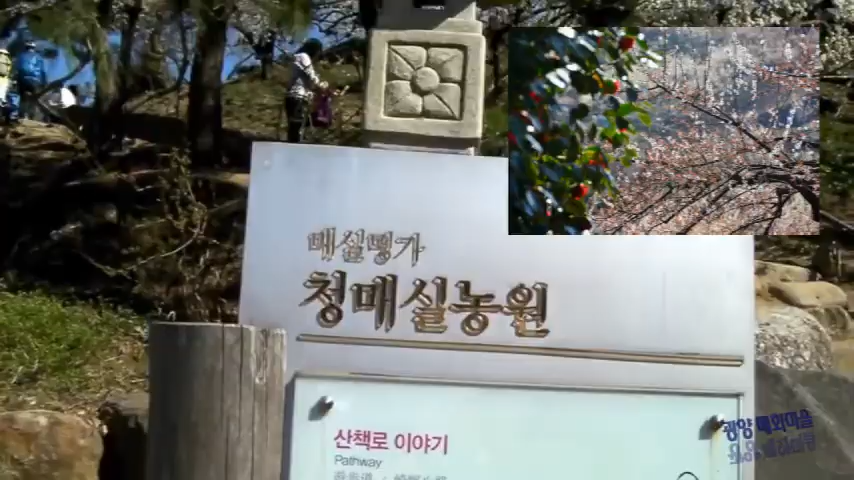 매실명가
청매실농원
산책로 이야기
Pathway
광양 매화마을